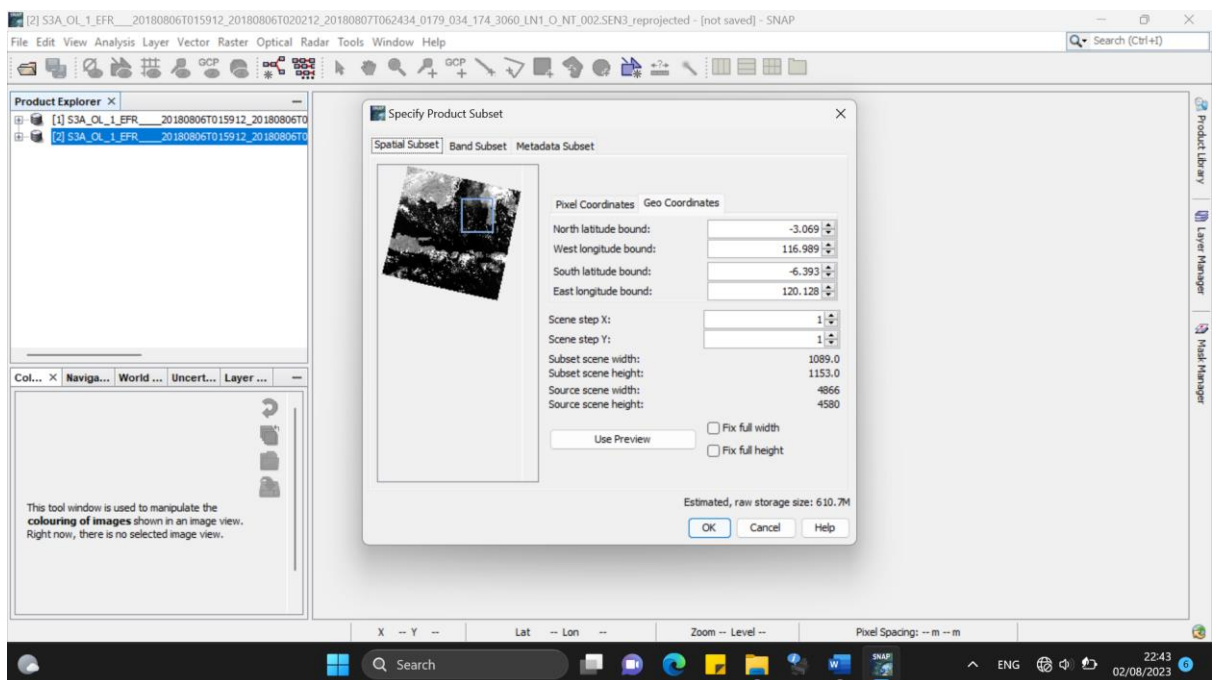 [2] S3A_OL_1_EFR___20180806T015912_20180806T020212_20180807T062434_0179_034_174_3060_LN1_O_NT_002.SEN3_reprojected - [not saved] - SNAP
File Edit View Analysis Layer Vector Raster Optical Radar Tools Window Help
Search (Ctrl+I)
GCP GCP
Product Explorer
[1] S3A_OL_1_EFR____20180806T015912_20180806T0
[2] S3A_OL_1_EFR____20180806T015912_20180806T0
Specify Product Subset
Spatial Subset Band Subset Metadata Subset
Pixel Coordinates Geo Coordinates
North latitude bound: -3.069
West longitude bound: 116.989
South latitude bound: -6.393
East longitude bound: 120.128
Scene step X: 1
Scene step Y: 1
Subset scene width: 1089.0
Subset scene height: 1153.0
Source scene width: 4866
Source scene height: 4580
Use Preview
Fix full width
Fix full height
Estimated, raw storage size: 610.7M
OK Cancel Help
Product Library
Layer Manager
Mask Manager
Col... Naviga... World ... Uncert... Layer ...
This tool window is used to manipulate the
colouring of images shown in an image view.
Right now, there is no selected image view.
X -- Y -- Lat -- Lon -- Zoom -- Level -- Pixel Spacing: -- m -- m
Search
SNAP
ENG
22:43
02/08/2023
6